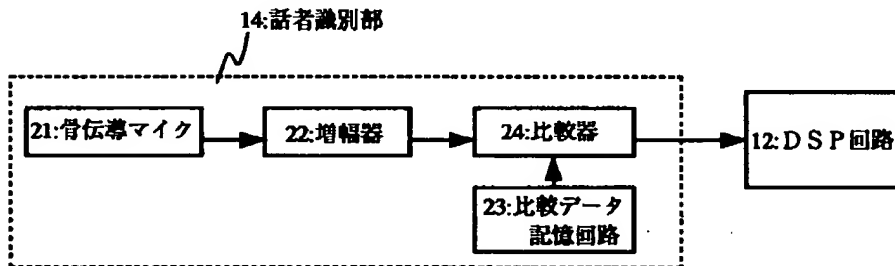 14:話者識別部
21:骨伝導マイク
22:増幅器
24:比較器
12:DSP回路
23:比較データ
記憶回路